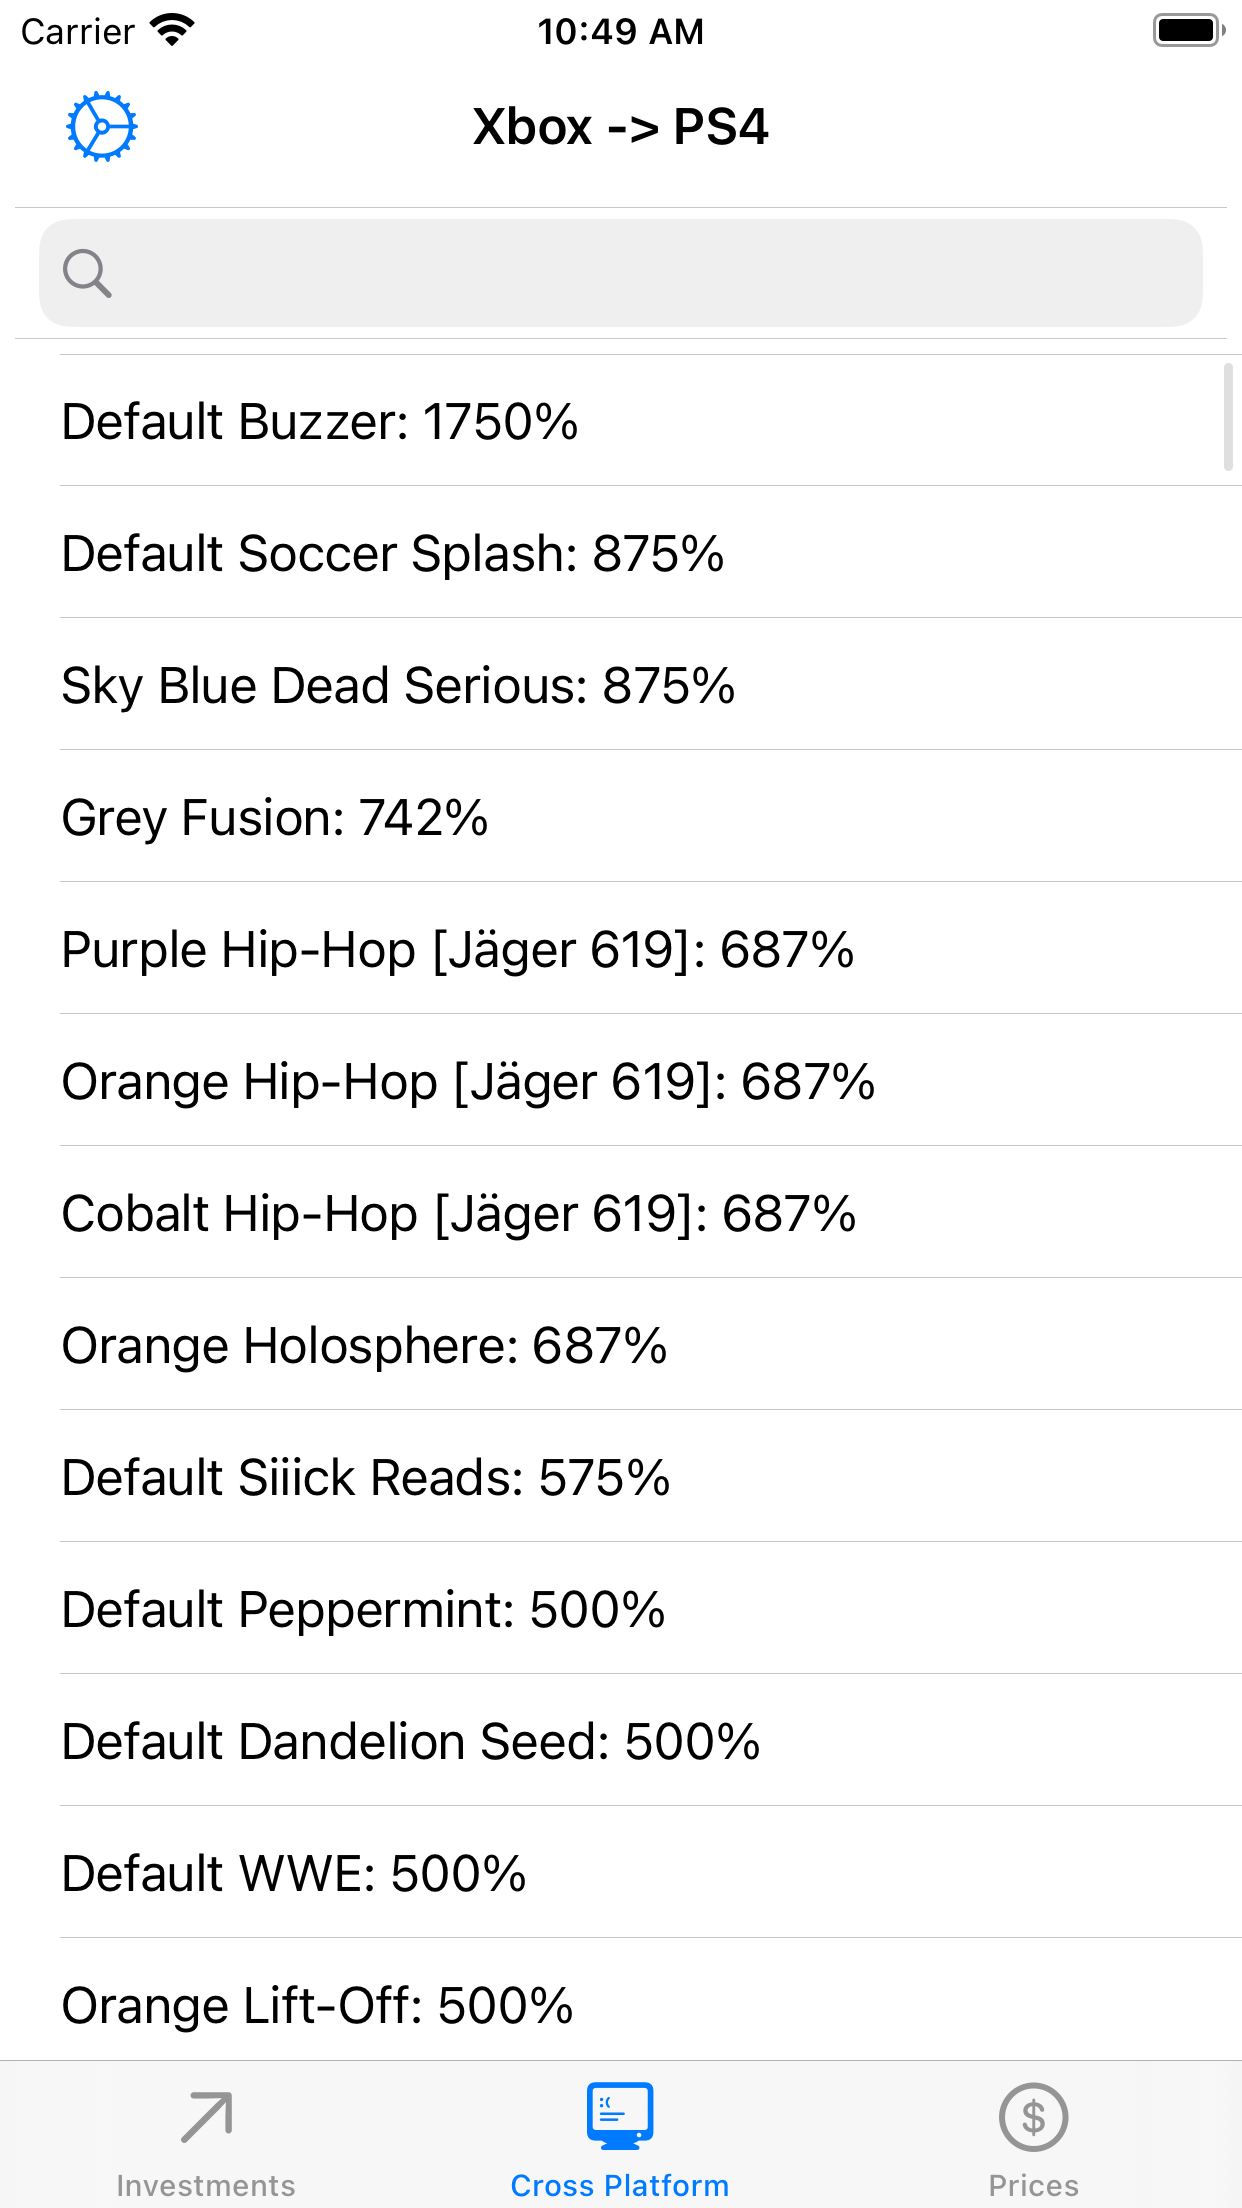 Carrier 10:49 AM
Xbox -> PS4
Default Buzzer: 1750%
Default Soccer Splash: 875%
Sky Blue Dead Serious: 875%
Grey Fusion: 742%
Purple Hip-Hop [Jäger 619]: 687%
Orange Hip-Hop [Jäger 619]: 687%
Cobalt Hip-Hop [Jäger 619]: 687%
Orange Holosphere: 687%
Default Siiick Reads: 575%
Default Peppermint: 500%
Default Dandelion Seed: 500%
Default WWE: 500%
Orange Lift-Off: 500%
Investments Cross Platform Prices